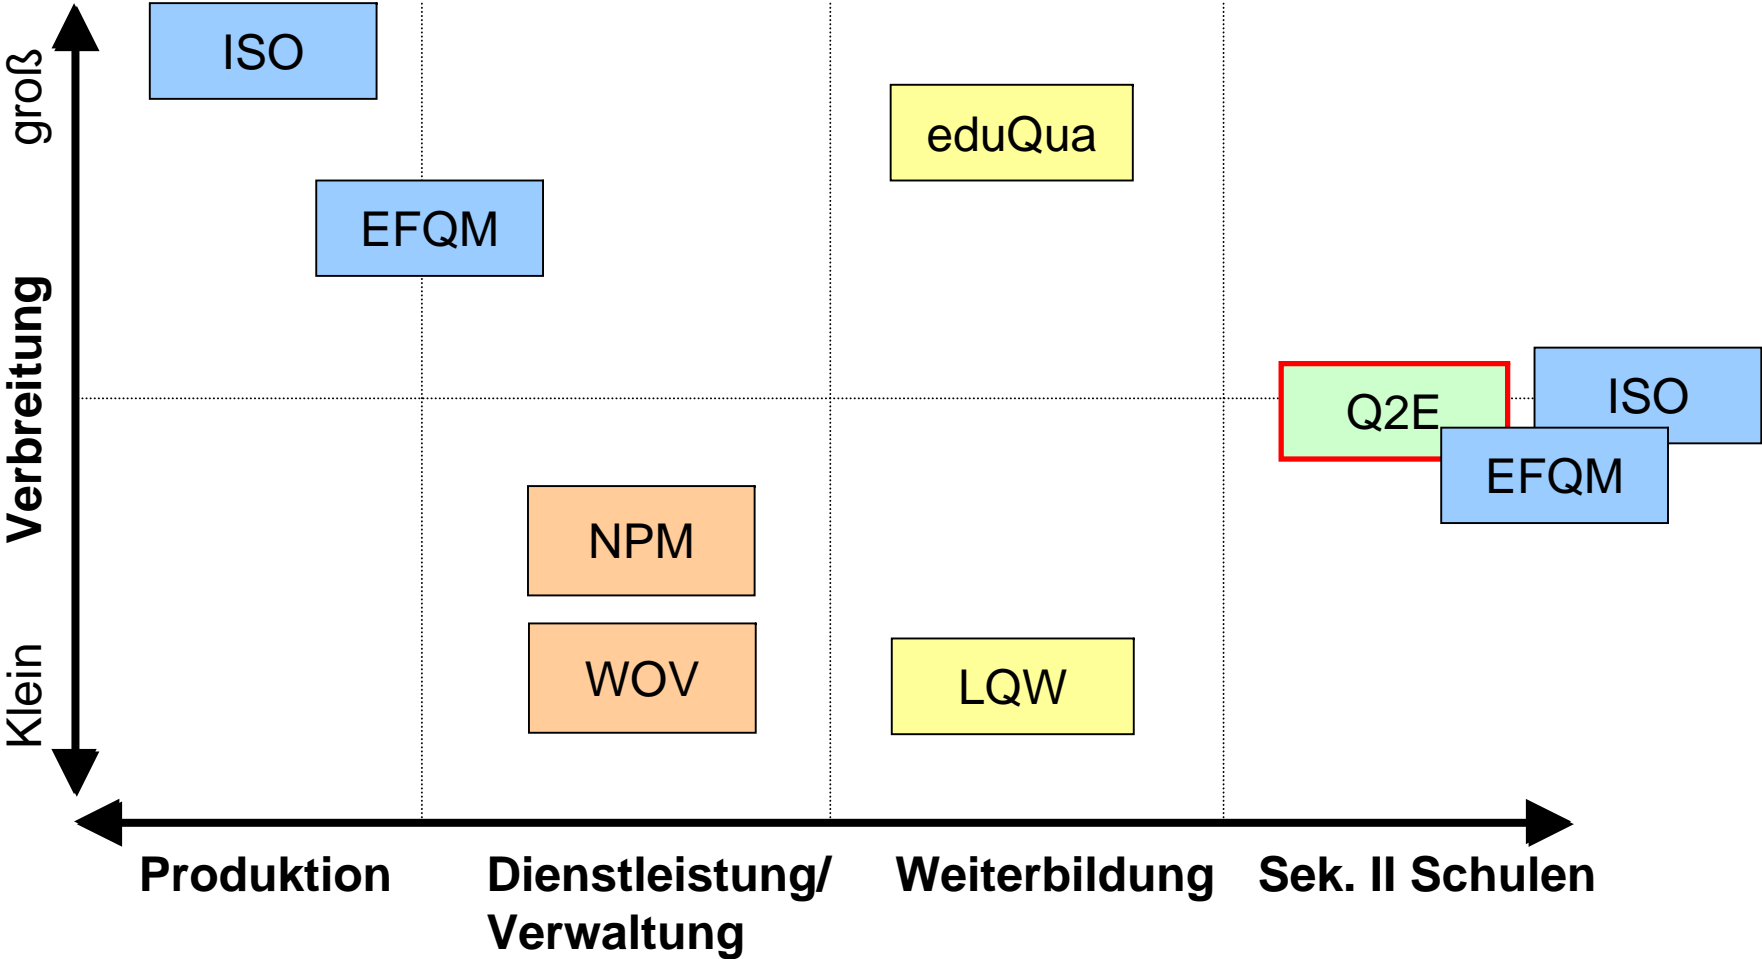 groß
Verbreitung
Klein
ISO
eduQua
EFQM
Q2E
ISO
EFQM
NPM
WOV
LQW
Produktion
Dienstleistung/
Verwaltung
Weiterbildung
Sek. II Schulen